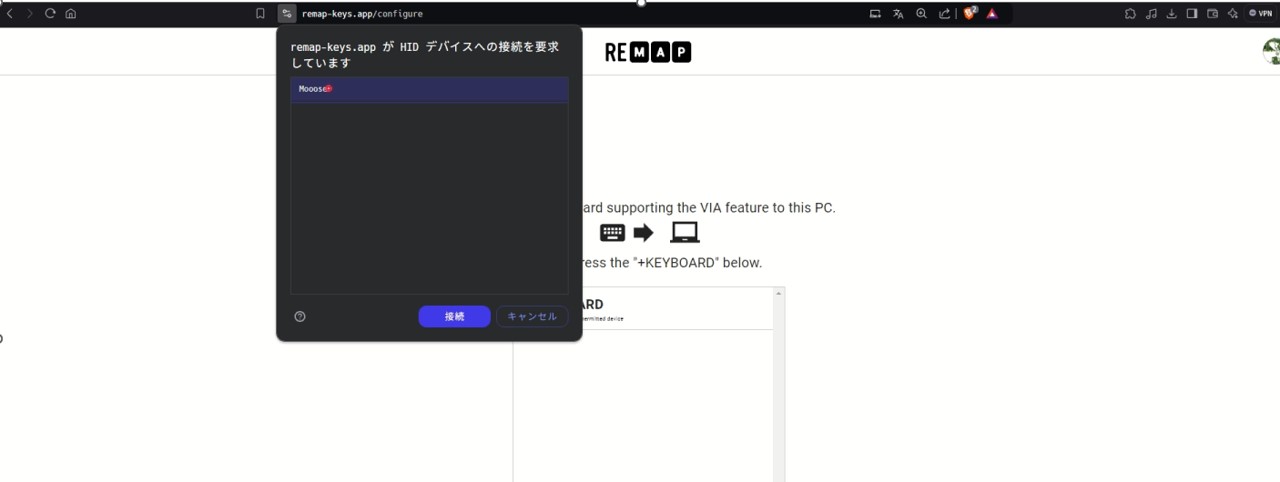 remap-keys.app/configure
2
VPN
remap-keys.app が HID デバイスへの接続を要求
しています
REMAP
Mooose
ard supporting the VIA feature to this PC.
ress the "+KEYBOARD" below.
ARD
device
接続
キャンセル